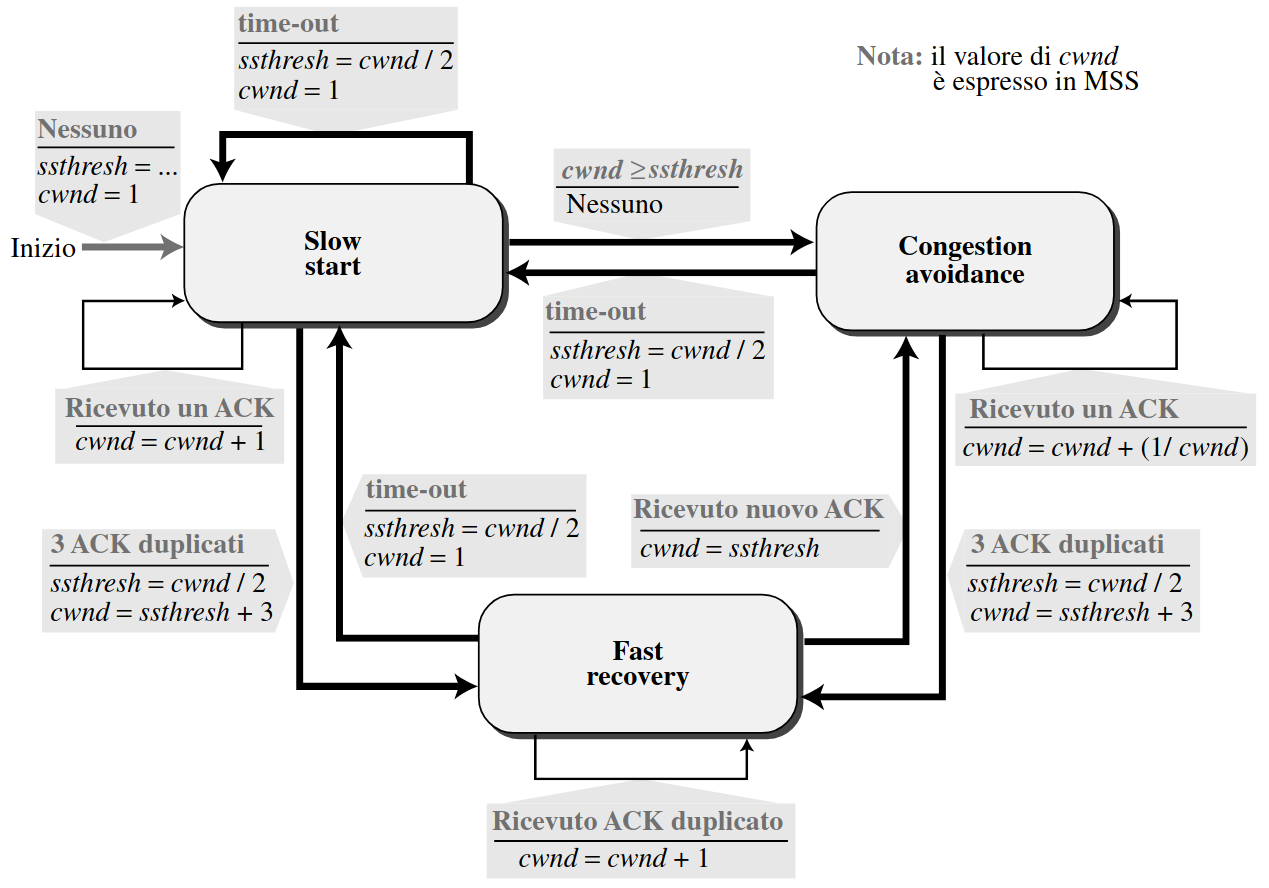 time-out
ssthresh = cwnd / 2
cwnd = 1
Nota: il valore di cwnd
è espresso in MSS
Nessuno
ssthresh = ...
cwnd = 1
Inizio
cwnd ≥ssthresh
Nessuno
Slow
start
Congestion
avoidance
time-out
ssthresh = cwnd / 2
cwnd = 1
Ricevuto un ACK
cwnd = cwnd + 1
Ricevuto un ACK
cwnd = cwnd + (1/ cwnd)
time-out
ssthresh = cwnd / 2
cwnd = 1
Ricevuto nuovo ACK
cwnd = ssthresh
3 ACK duplicati
ssthresh = cwnd / 2
cwnd = ssthresh + 3
3 ACK duplicati
ssthresh = cwnd / 2
cwnd = ssthresh + 3
Fast
recovery
Ricevuto ACK duplicato
cwnd = cwnd + 1